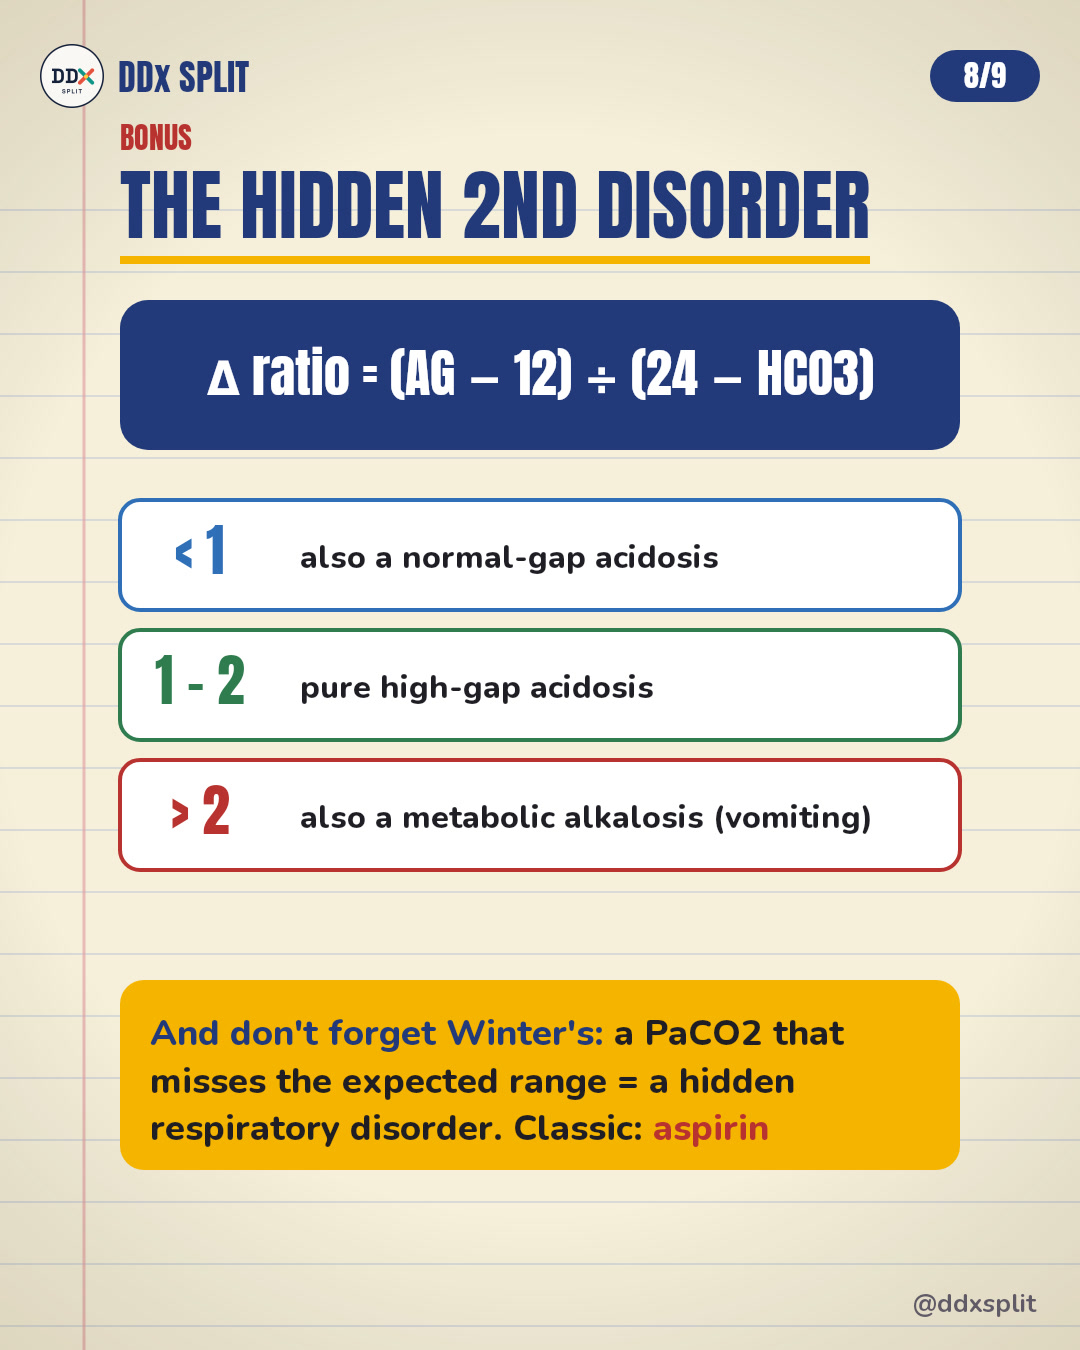 DDX
SPLIT
DDx SPLIT
8/9
BONUS
THE HIDDEN 2ND DISORDER
Δ ratio = (AG – 12) ÷ (24 – HCO3)
< 1 also a normal-gap acidosis
1 - 2 pure high-gap acidosis
> 2 also a metabolic alkalosis (vomiting)
And don't forget Winter's: a PaCO2 that
misses the expected range = a hidden
respiratory disorder. Classic: aspirin
@ddxsplit